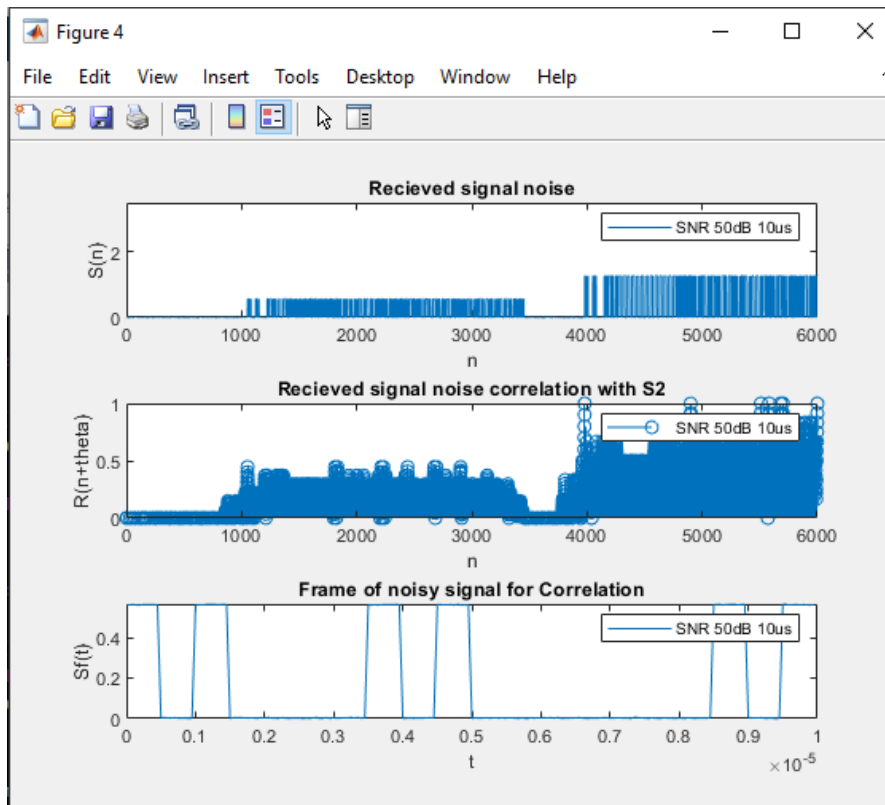 Figure 4
File Edit View Insert Tools Desktop Window Help
Recieved signal noise
SNR 50dB 10us
S(n)
2
0
0 1000 2000 3000 4000 5000 6000
n
Recieved signal noise correlation with S2
SNR 50dB 10us
R(n+theta)
1
0.5
0
0 1000 2000 3000 4000 5000 6000
n
Frame of noisy signal for Correlation
SNR 50dB 10us
Sf(t)
0.4
0.2
0
0 0.1 0.2 0.3 0.4 0.5 0.6 0.7 0.8 0.9 1
t
×10⁻⁵